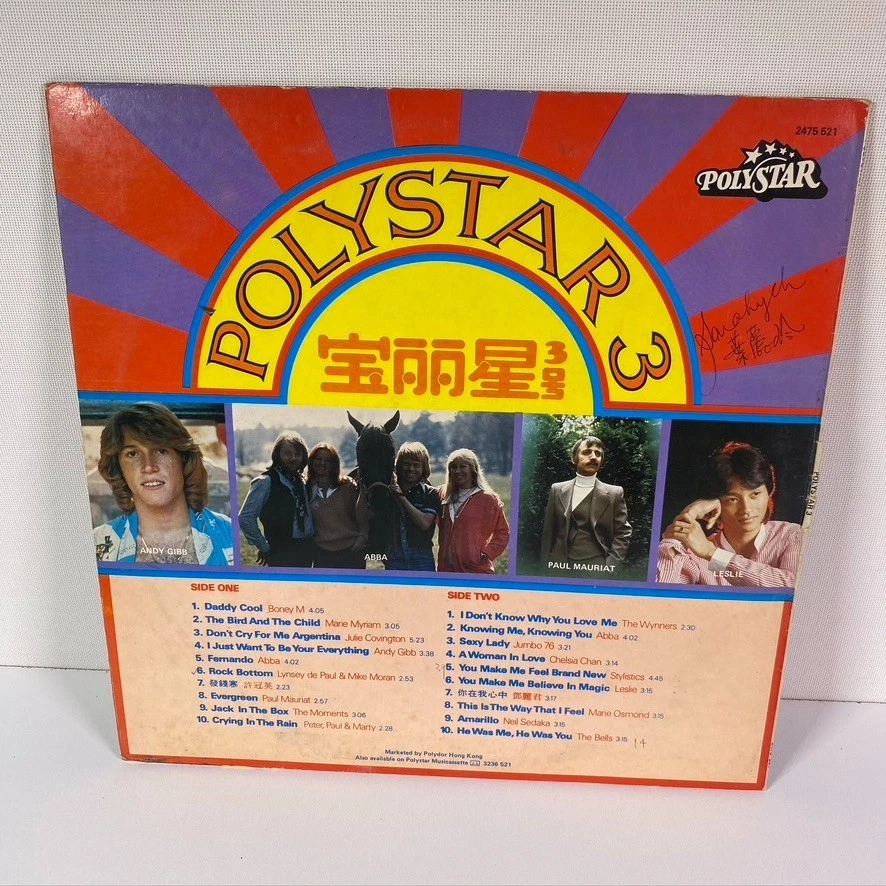 2475 521
POLYSTAR
POLYSTAR 3
宝丽星3号
ANDY GIBB
ABBA
PAUL MAURIAT
LESLIE
POLYSTAR 3
SIDE ONE
1. Daddy Cool Boney M 4.05
2. The Bird And The Child Marie Myriam 3.05
3. Don't Cry For Me Argentina Julie Covington 5.23
4. I Just Want To Be Your Everything Andy Gibb 3.38
5. Fernando Abba 4.02
6. Rock Bottom Lynsey de Paul & Mike Moran 2.53
7. 發錢寒 許冠英 2.23
8. Evergreen Paul Mauriat 2.57
9. Jack In The Box The Moments 3.06
10. Crying In The Rain Peter, Paul & Marty 2.28
SIDE TWO
1. I Don't Know Why You Love Me The Wynners 2.30
2. Knowing Me, Knowing You Abba 4.02
3. Sexy Lady Jumbo 76 3.21
4. A Woman In Love Chelsia Chan 3.14
5. You Make Me Feel Brand New Stylistics 4.45
6. You Make Me Believe In Magic Leslie 3.15
7. 你在我心中 鄧麗君 3.17
8. This Is The Way That I Feel Marie Osmond 3.15
9. Amarillo Neil Sedaka 3.15
10. He Was Me, He Was You The Bells 3.15
14
Marketed by Polydor Hong Kong
Also available on Polystar Musicassette 3236 521